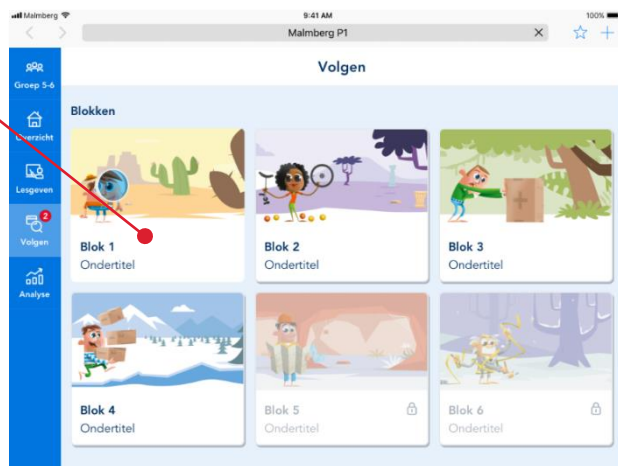 Malmberg
9:41 AM
100%
Malmberg P1
Groep 5-6
Volgen
Overzicht
Blokken
Lesgeven
2
Volgen
Analyse
Blok 1
Ondertitel
Blok 2
Ondertitel
Blok 3
Ondertitel
Blok 4
Ondertitel
Blok 5
Ondertitel
Blok 6
Ondertitel